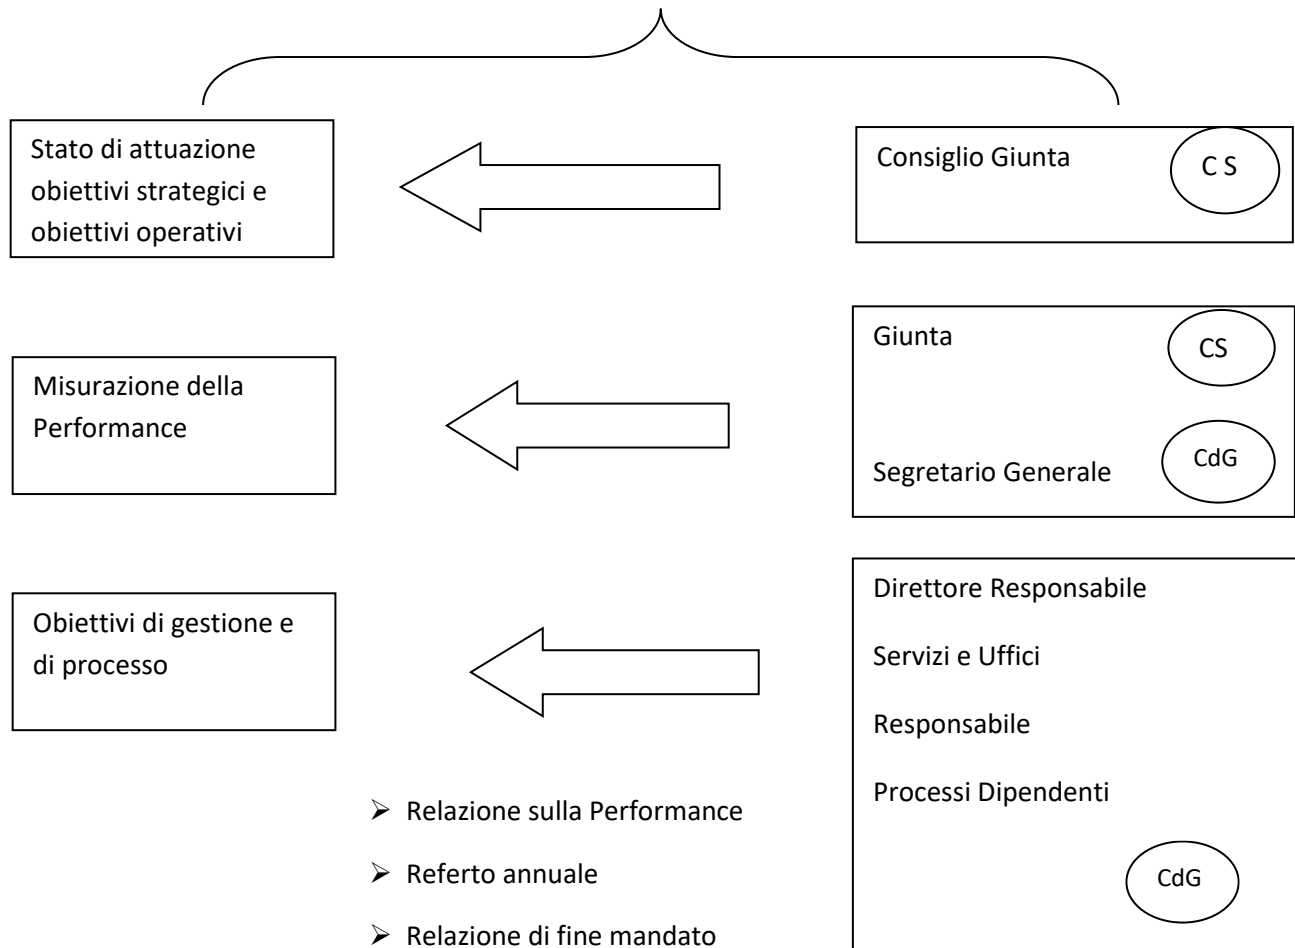 Stato di attuazione
obiettivi strategici e
obiettivi operativi
Consiglio Giunta
C S
Misurazione della
Performance
Giunta
CS
Segretario Generale
CdG
Obiettivi di gestione e
di processo
Direttore Responsabile
Servizi e Uffici
Responsabile
Processi Dipendenti
CdG
➢ Relazione sulla Performance
➢ Referto annuale
➢ Relazione di fine mandato